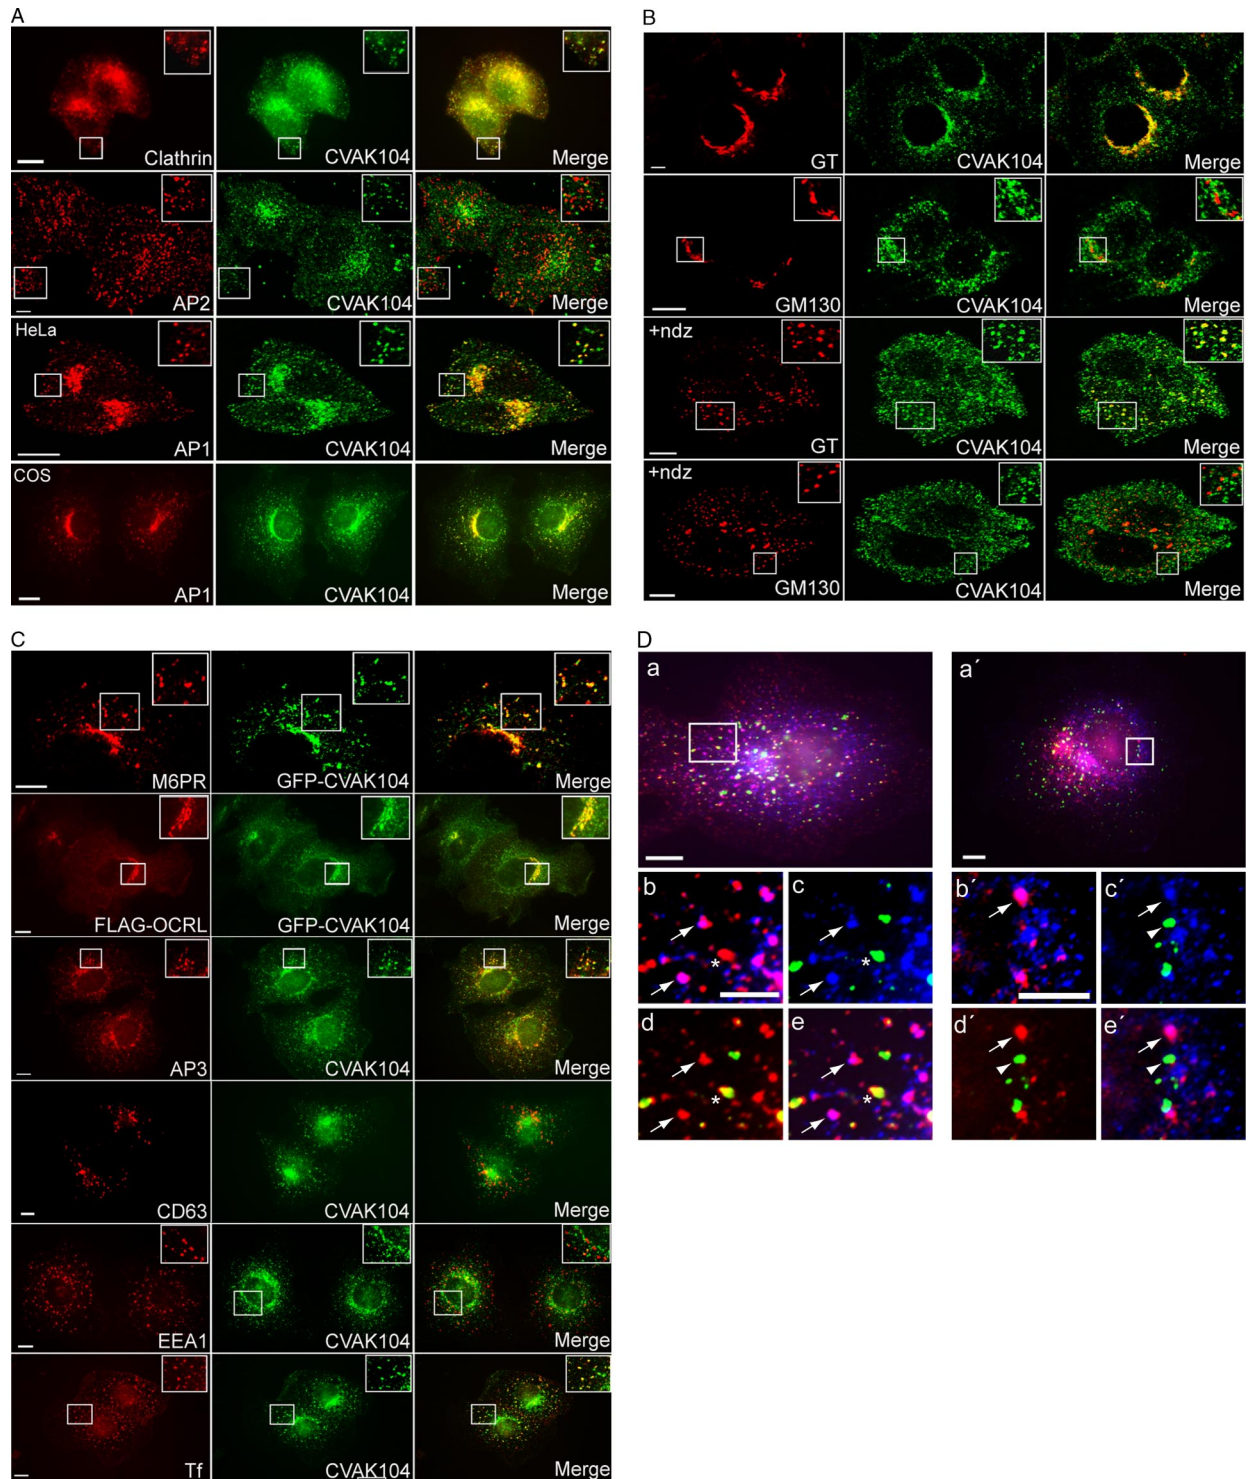 A
Clathrin CVAK104 Merge
AP2 CVAK104 Merge
HeLa
AP1 CVAK104 Merge
COS
AP1 CVAK104 Merge
B
GT CVAK104 Merge
GM130 CVAK104 Merge
+ndz
GT CVAK104 Merge
+ndz
GM130 CVAK104 Merge
C
M6PR GFP-CVAK104 Merge
FLAG-OCRL GFP-CVAK104 Merge
AP3 CVAK104 Merge
CD63 CVAK104 Merge
EEA1 CVAK104 Merge
Tf CVAK104 Merge
D
a a´
b c b´ c´
* *
d e d´ e´
* *